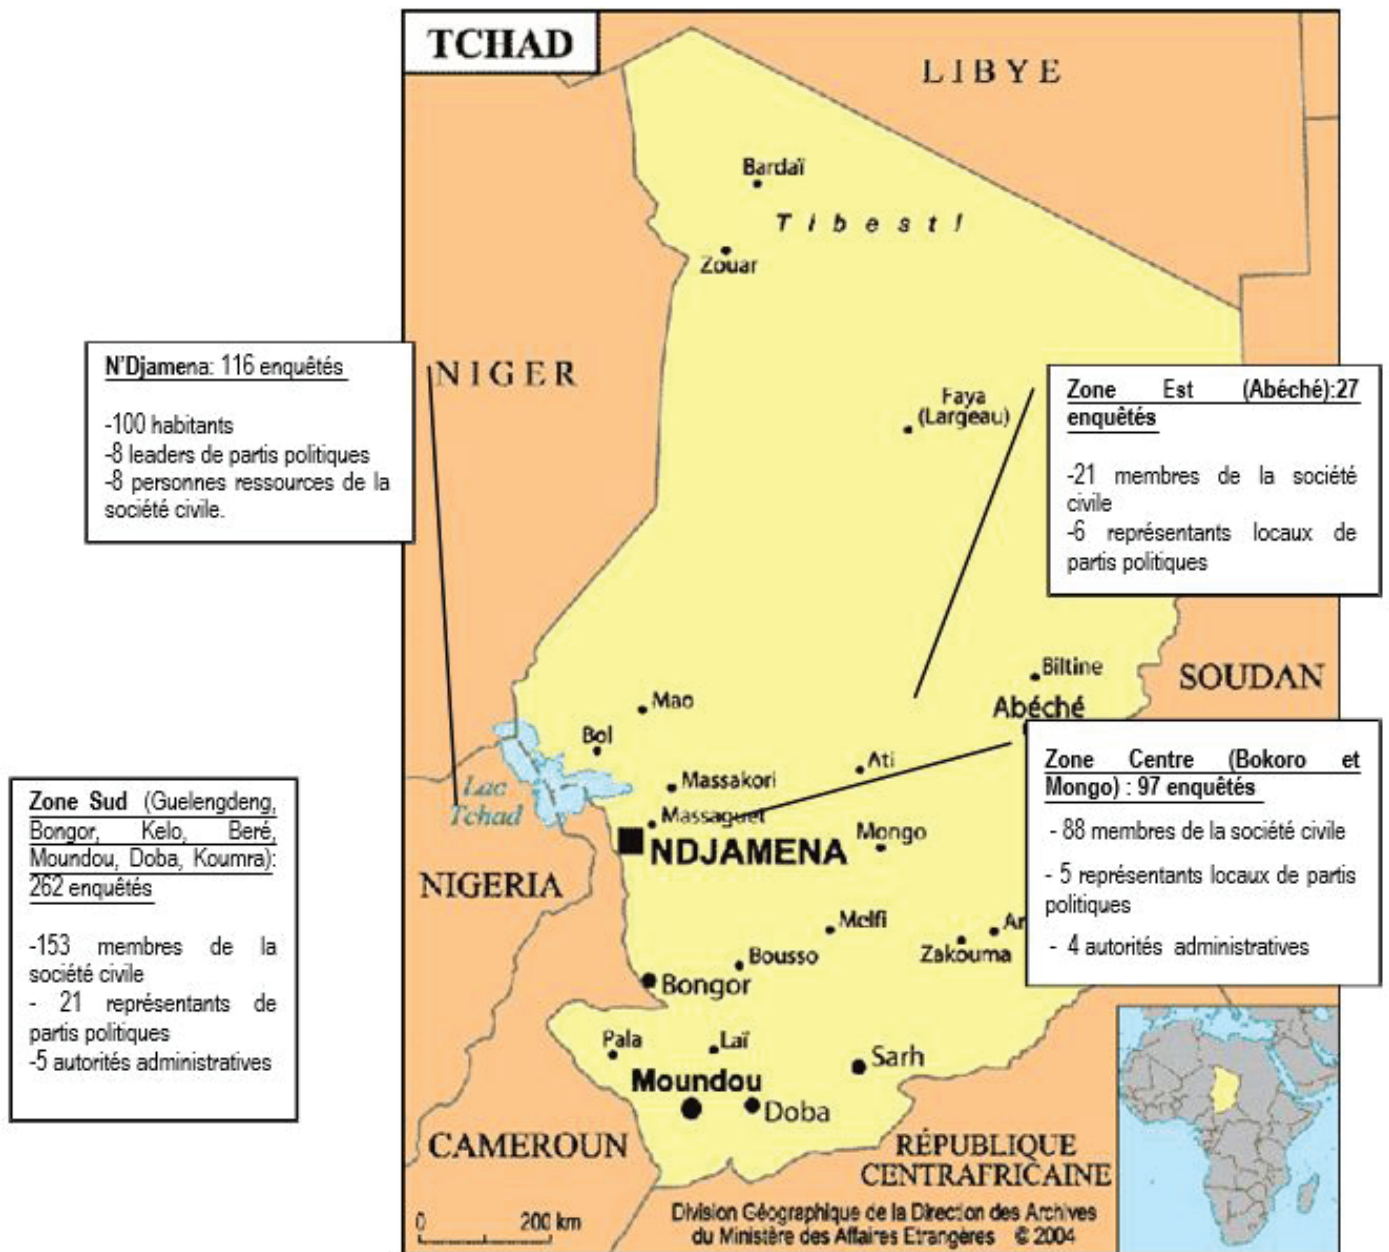 TCHAD
LIBYE
Bardaï
Tibesti
Zouar
N'Djamena: 116 enquêtés
-100 habitants
-8 leaders de partis politiques
-8 personnes ressources de la
société civile.
NIGER
Faya
(Largeau)
Zone Est (Abéché):27
enquêtés
-21 membres de la société
civile
-6 représentants locaux de
partis politiques
Biltine
SOUDAN
Abéché
Mao
Bol
Ati
Lac
Tchad
Massakori
Massaguet
NDJAMENA
Mongo
Zone Centre (Bokoro et
Mongo) : 97 enquêtés
- 88 membres de la société civile
- 5 représentants locaux de partis
politiques
- 4 autorités administratives
Zone Sud (Guelengdeng,
Bongor, Kelo, Beré,
Moundou, Doba, Koumra):
262 enquêtés
-153 membres de la
société civile
- 21 représentants de
partis politiques
-5 autorités administratives
NIGERIA
Melfi
Am
Zakouma
Bousso
Bongor
Pala
Laï
Sarh
Moundou
Doba
CAMEROUN
RÉPUBLIQUE
CENTRAFRICAINE
0 200 km
Division Géographique de la Direction des Archives
du Ministère des Affaires Etrangères © 2004